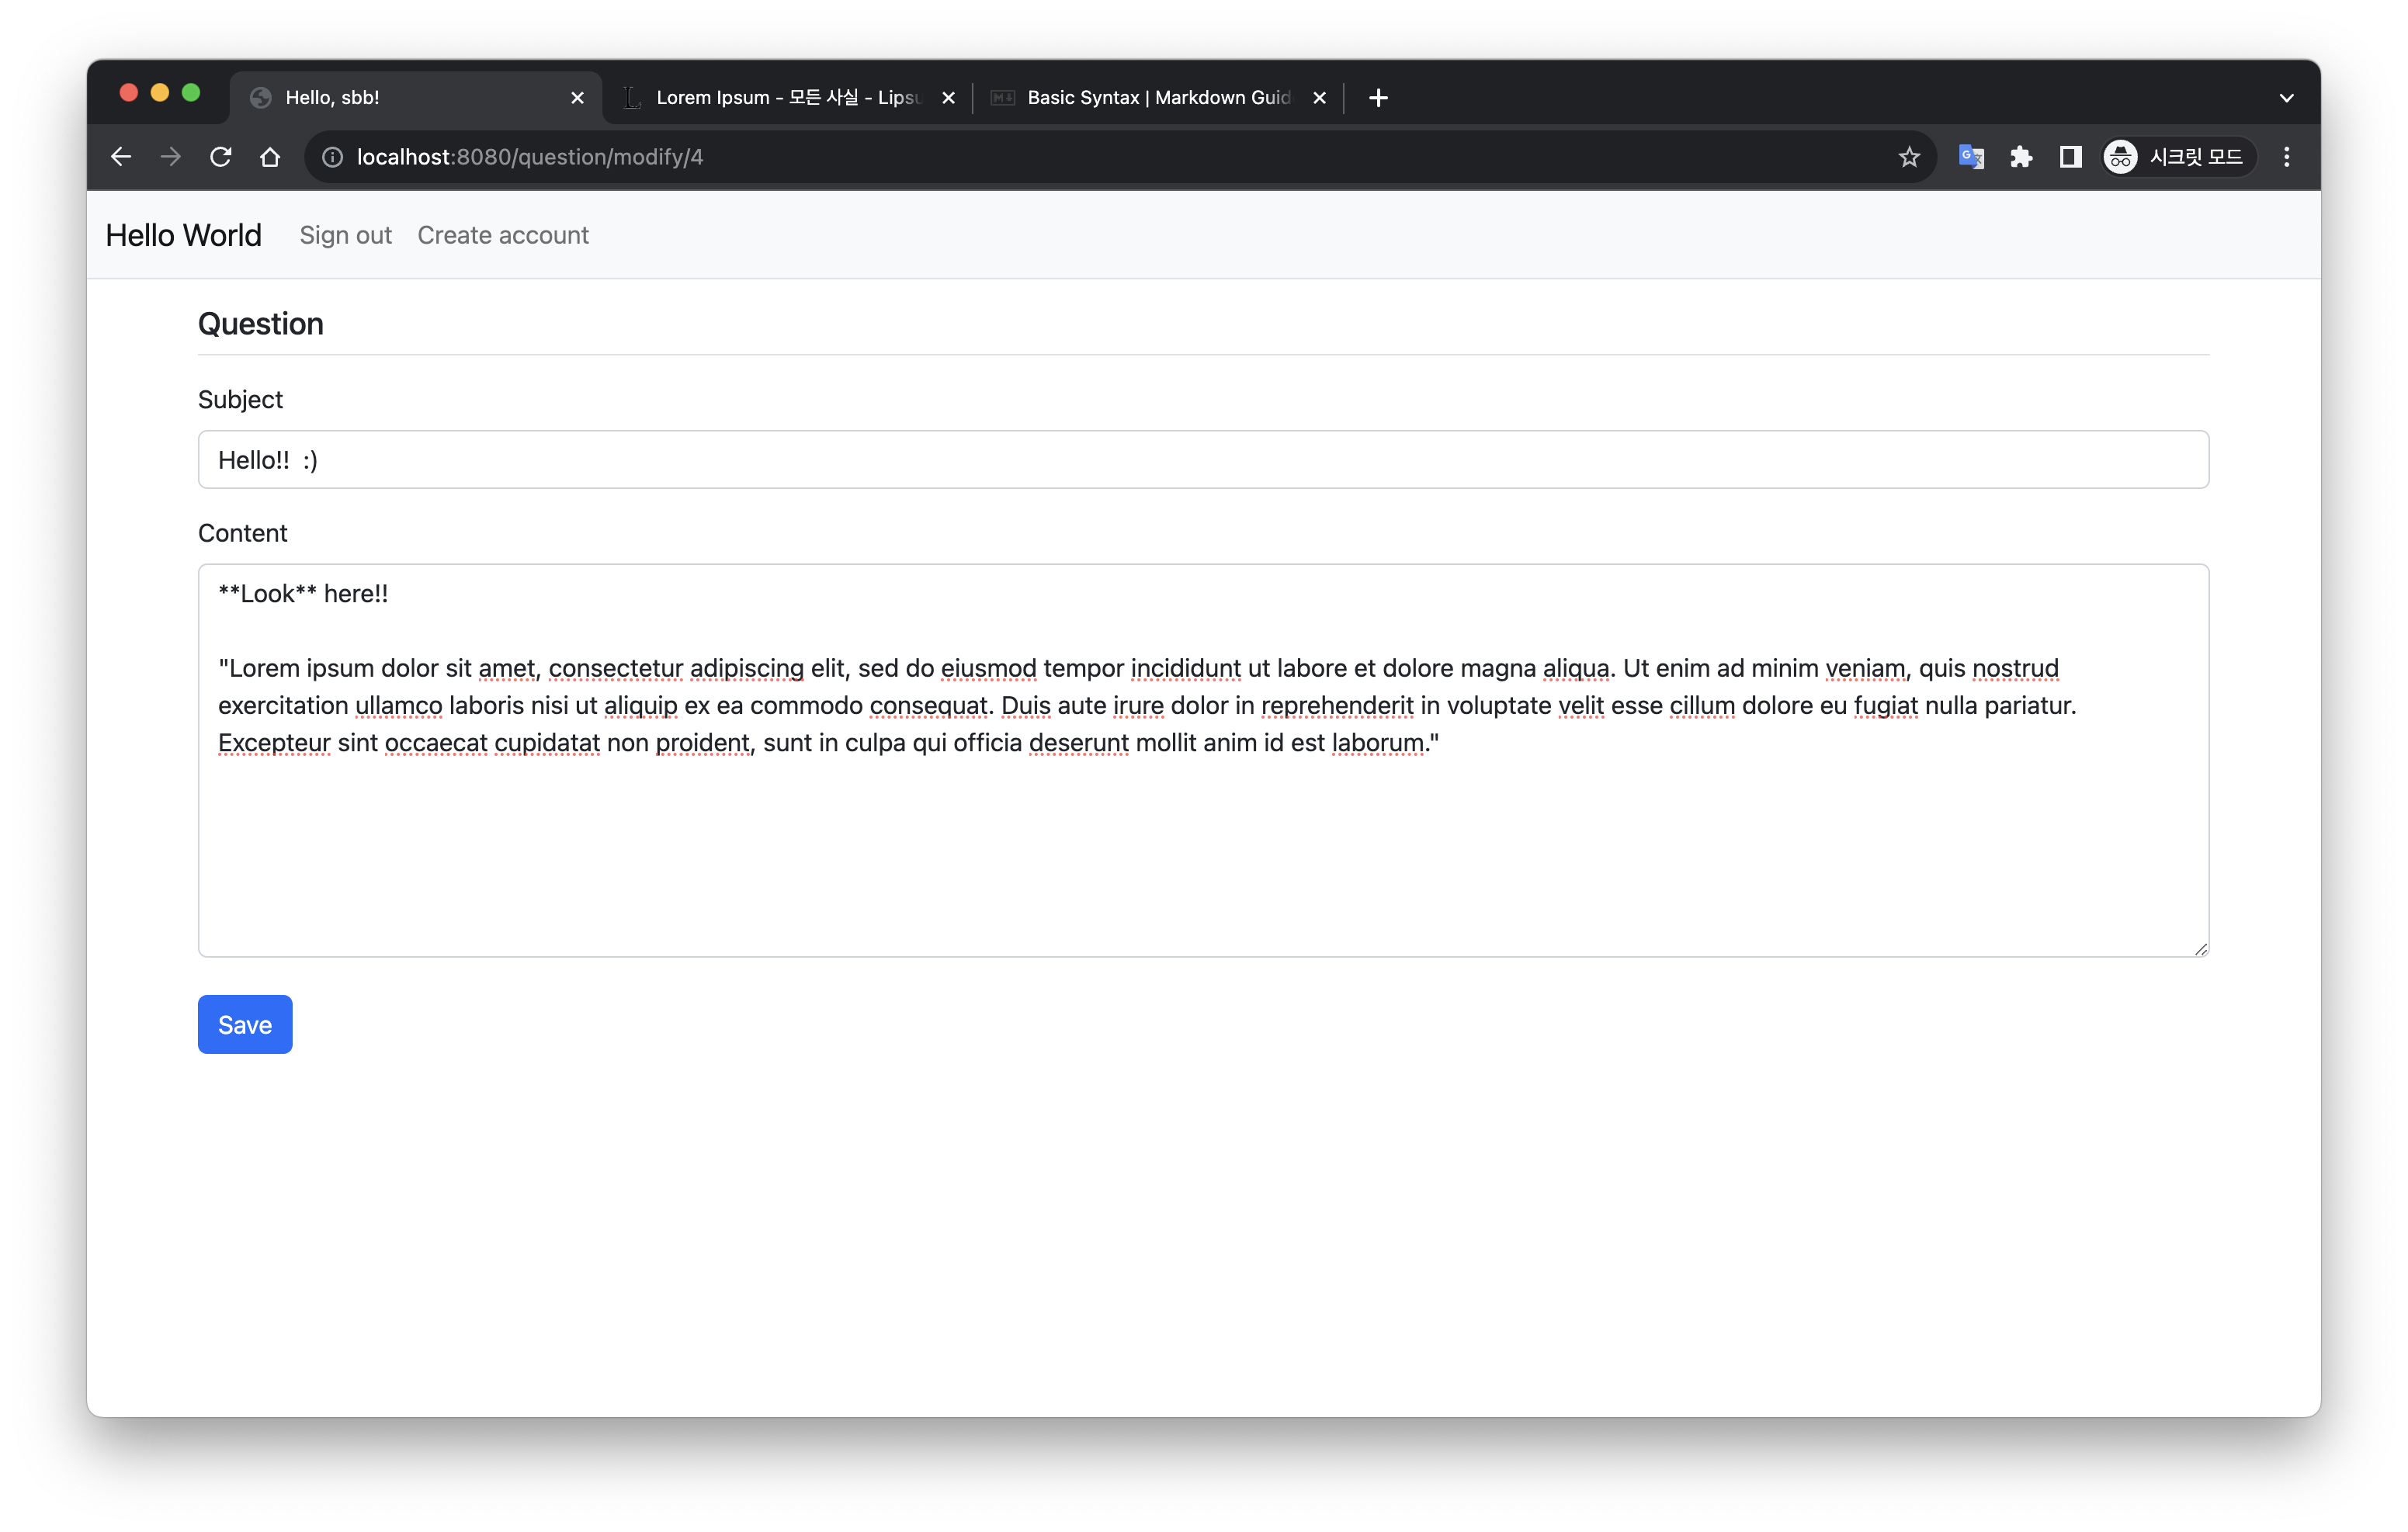 Hello, sbb!
Lorem Ipsum - 모든 사실 - Lipsu
Basic Syntax | Markdown Guid
localhost:8080/question/modify/4
시크릿 모드
Hello World
Sign out
Create account
Question
Subject
Hello!!  :)
Content
**Look** here!!
"Lorem ipsum dolor sit amet, consectetur adipiscing elit, sed do eiusmod tempor incididunt ut labore et dolore magna aliqua. Ut enim ad minim veniam, quis nostrud
exercitation ullamco laboris nisi ut aliquip ex ea commodo consequat. Duis aute irure dolor in reprehenderit in voluptate velit esse cillum dolore eu fugiat nulla pariatur.
Excepteur sint occaecat cupidatat non proident, sunt in culpa qui officia deserunt mollit anim id est laborum."
Save